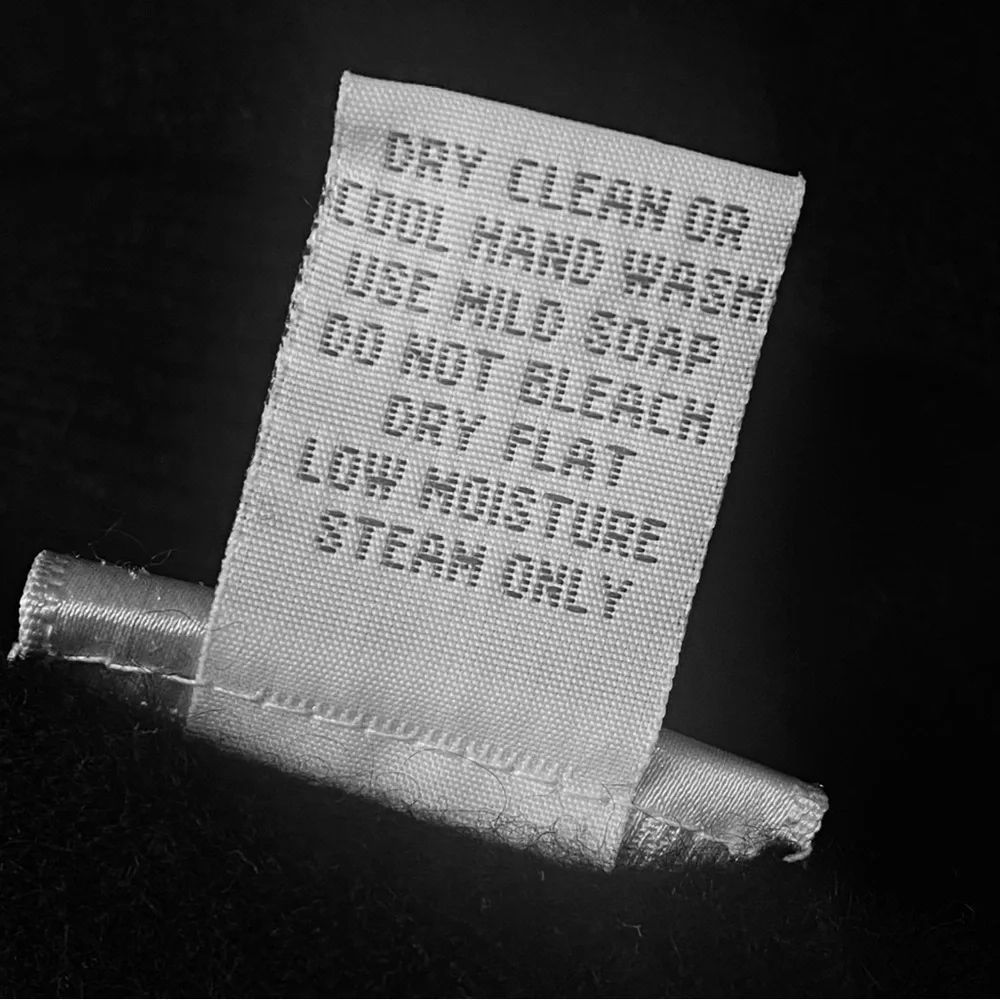 DRY CLEAN OR
COOL HAND WASH
USE MILD SOAP
DO NOT BLEACH
DRY FLAT
LOW MOISTURE
STEAM ONLY